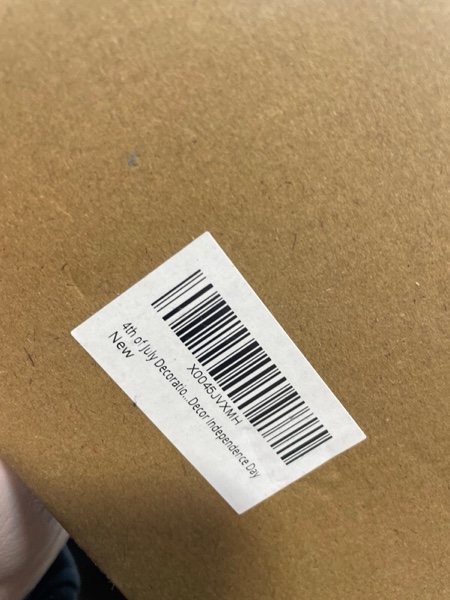 X0045JVXMH
4th of July Decoratio...Decor Independence Day
New